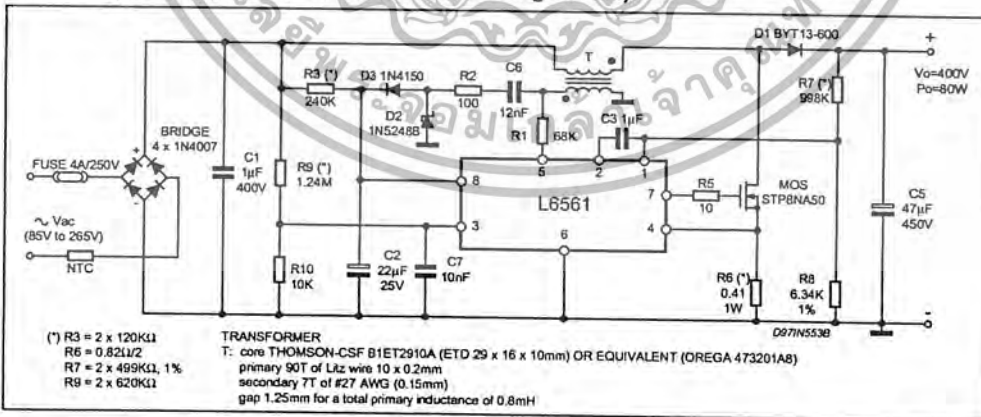 D1 BYT13-600
T
C6
12nF
R3 (*)
240K
D3 1N4150
R2
100
D2
1N5248B
R1
68K
C3 1µF
R7 (*)
998K
+
Vo=400V
Po=80W
BRIDGE
4 x 1N4007
+
-
FUSE 4A/250V
C1
1µF
400V
R9 (*)
1.24M
5
2
1
8
3
L6561
7
4
6
R5
10
MOS
STP8NA50
C5
47µF
450V
~ Vac
(85V to 265V)
NTC
R10
10K
C2
22µF
25V
C7
10nF
R6 (*)
0.41
1W
R8
6.34K
1%
-
D97IN553B
(*) R3 = 2 x 120KΩ
R6 = 0.82Ω/2
R7 = 2 x 499KΩ, 1%
R9 = 2 x 620KΩ
TRANSFORMER
T: core THOMSON-CSF B1ET2910A (ETD 29 x 16 x 10mm) OR EQUIVALENT (OREGA 473201A8)
primary 90T of Litz wire 10 x 0.2mm
secondary 7T of #27 AWG (0.15mm)
gap 1.25mm for a total primary inductance of 0.8mH